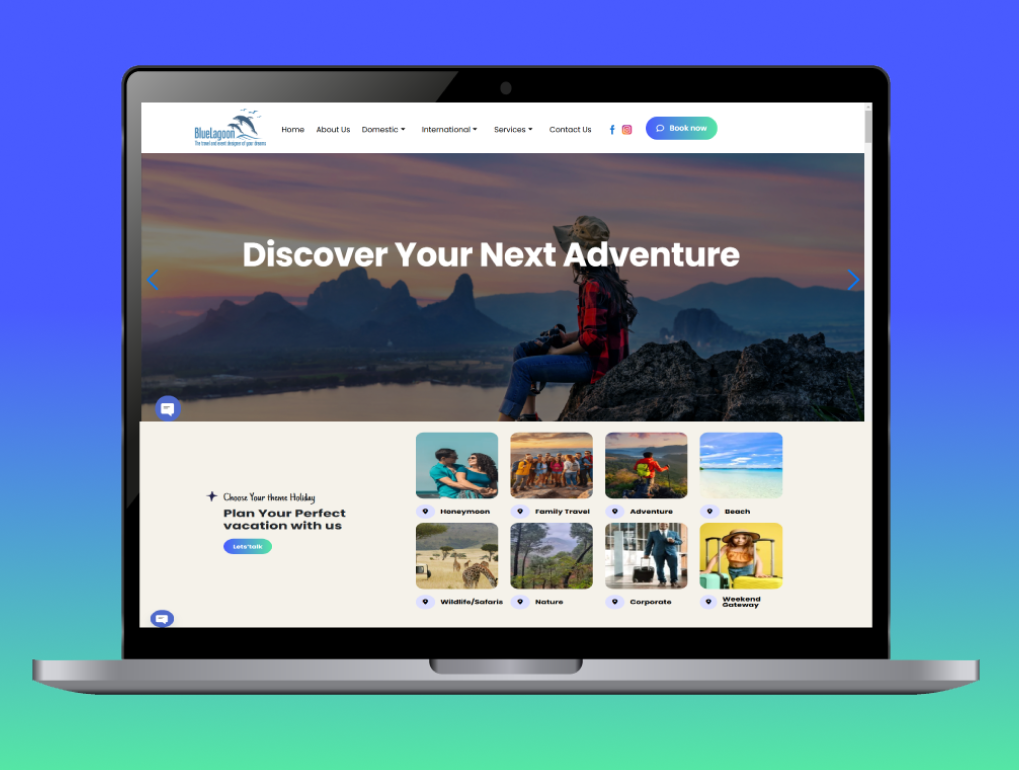 BlueLagoon
The travel and event designer of your dreams
Home About Us Domestic International Services Contact Us Book now
Discover Your Next Adventure
Choose Your theme Holiday
Plan Your Perfect
vacation with us
Lets'talk
Honeymoon Family Travel Adventure Beach
Wildlife/Safaris Nature Corporate Weekend
Gateway